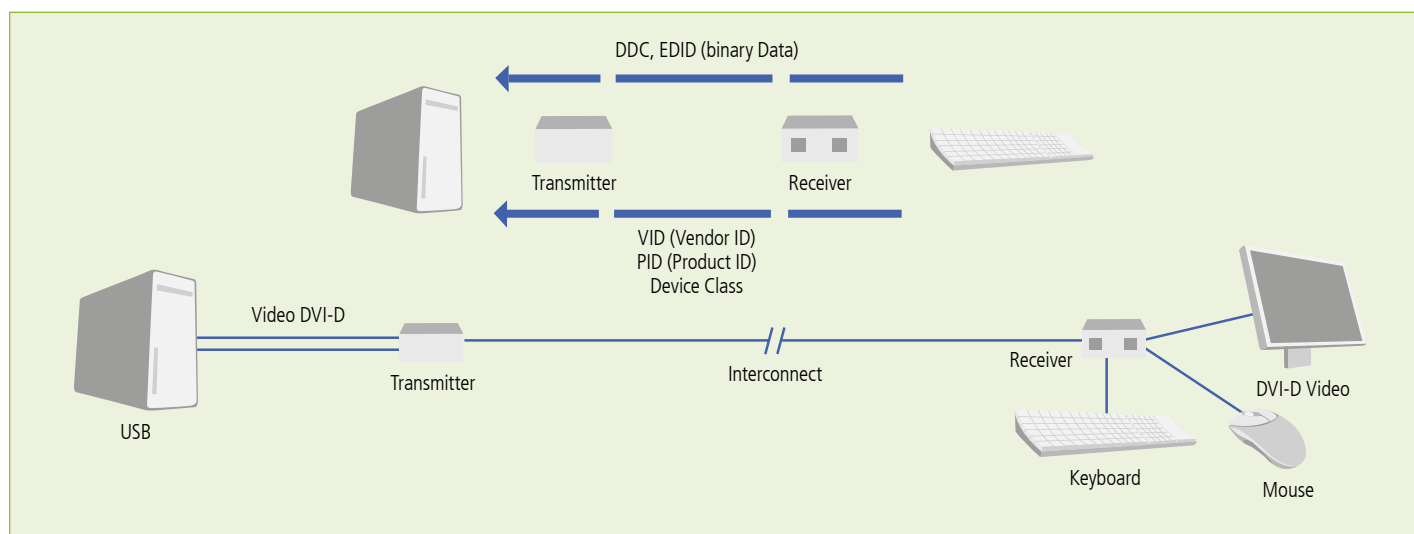 DDC, EDID (binary Data)
Transmitter
Receiver
VID (Vendor ID)
PID (Product ID)
Device Class
Video DVI-D
Transmitter
Interconnect
Receiver
DVI-D Video
USB
Keyboard
Mouse